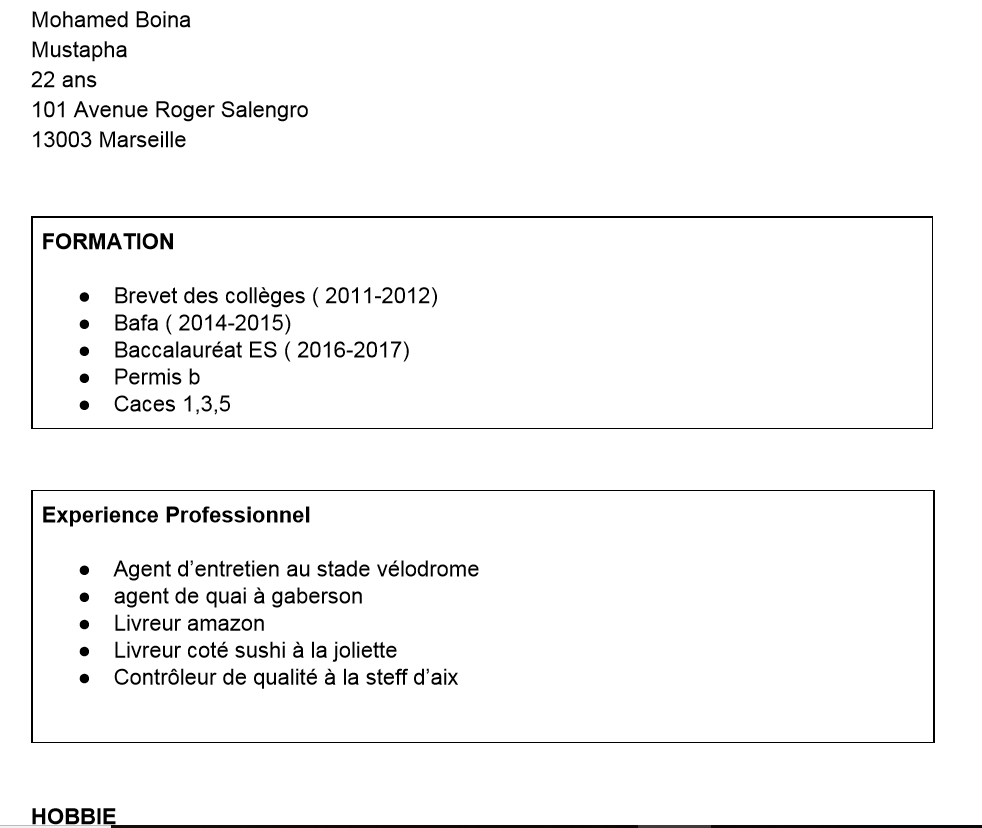 Mohamed Boina
Mustapha
22 ans
101 Avenue Roger Salengro
13003 Marseille
FORMATION
● Brevet des collèges ( 2011-2012)
● Bafa ( 2014-2015)
● Baccalauréat ES ( 2016-2017)
● Permis b
● Caces 1,3,5
Experience Professionnel
● Agent d’entretien au stade vélodrome
● agent de quai à gaberson
● Livreur amazon
● Livreur coté sushi à la joliette
● Contrôleur de qualité à la steff d’aix
HOBBIE